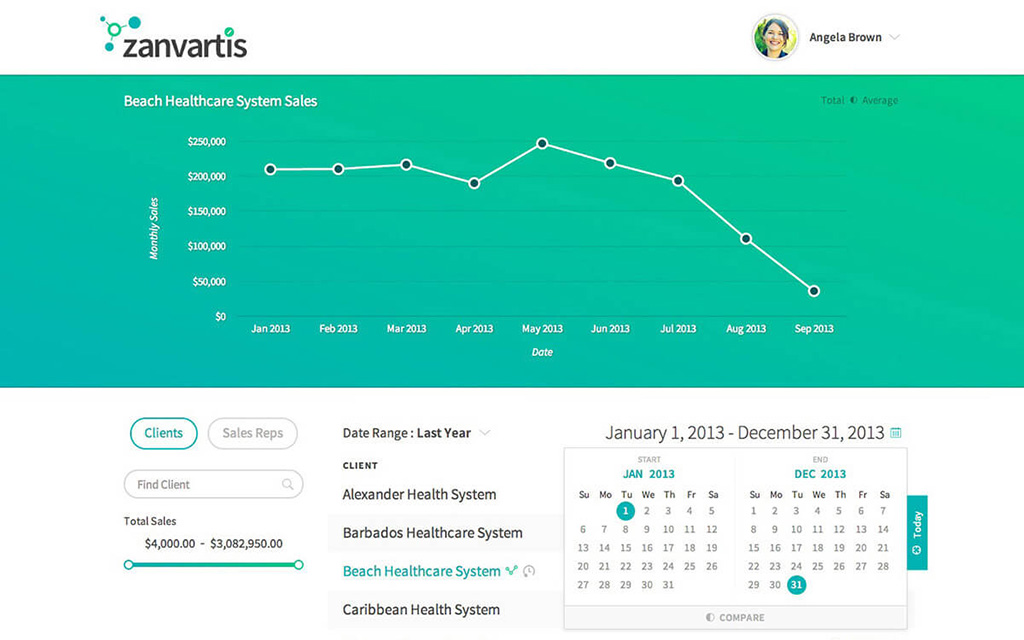 zanvartis
Angela Brown
Beach Healthcare System Sales
Total Average
$250,000
$200,000
$150,000
$100,000
$50,000
$0
Monthly Sales
Jan 2013 Feb 2013 Mar 2013 Apr 2013 May 2013 Jun 2013 Jul 2013 Aug 2013 Sep 2013
Date
Clients Sales Reps
Find Client
Total Sales
$4,000.00 - $3,082,950.00
Date Range : Last Year
January 1, 2013 - December 31, 2013
CLIENT
Alexander Health System
Barbados Healthcare System
Beach Healthcare System
Caribbean Health System
START
JAN 2013
Su Mo Tu We Th Fr Sa
1 2 3 4 5
6 7 8 9 10 11 12
13 14 15 16 17 18 19
20 21 22 23 24 25 26
27 28 29 30 31
END
DEC 2013
Su Mo Tu We Th Fr Sa
1 2 3 4 5 6 7
8 9 10 11 12 13 14
15 16 17 18 19 20 21
22 23 24 25 26 27 28
29 30 31
COMPARE
Today